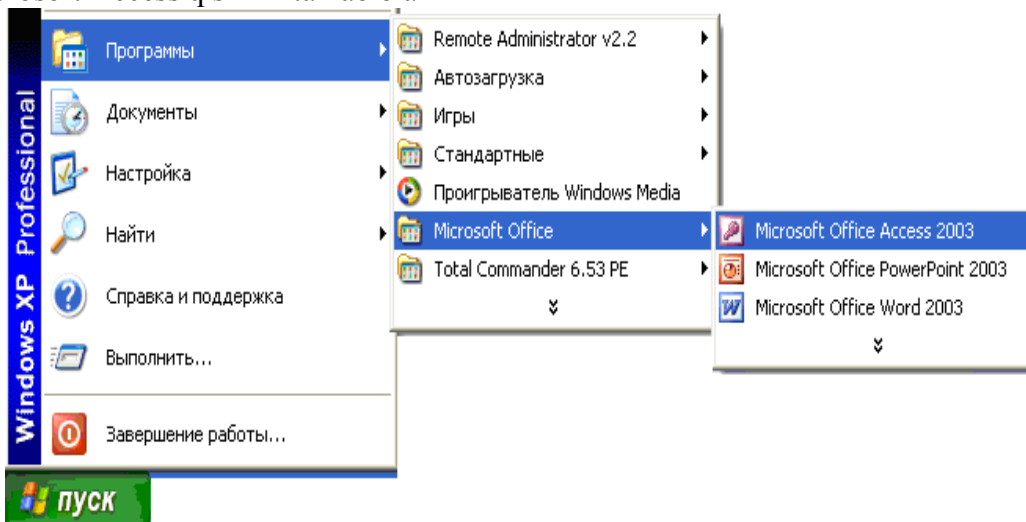 Windows XP Professional
Программы
Документы
Настройка
Найти
Справка и поддержка
Выполнить...
Завершение работы...
пуск
Remote Administrator v2.2
Автозагрузка
Игры
Стандартные
Проигрыватель Windows Media
Microsoft Office
Total Commander 6.53 PE
Microsoft Office Access 2003
Microsoft Office PowerPoint 2003
Microsoft Office Word 2003